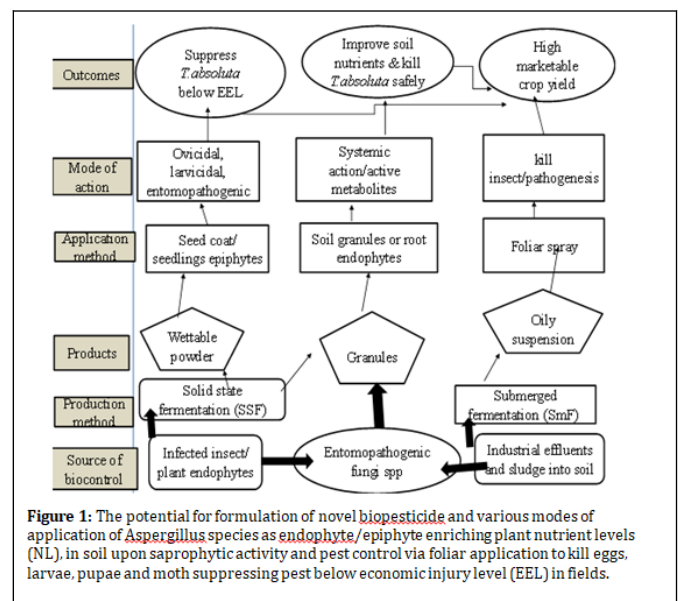 Outcomes
Suppress
T.absoluta
below EEL
Improve soil
nutrients & kill
T.absoluta safely
High
marketable
crop yield
Mode of
action
Ovicidal,
larvicidal,
entomopathogenic
Systemic
action/active
metabolites
kill
insect/pathogenesis
Application
method
Seed coat/
seedlings epiphytes
Soil granules or root
endophytes
Foliar spray
Products
Wettable
powder
Granules
Oily
suspension
Production
method
Solid state
fermentation (SSF)
Submerged
fermentation (SmF)
Source of
biocontrol
Infected insect/
plant endophytes
Entomopathogenic
fungi spp
Industrial effluents
and sludge into soil
Figure 1: The potential for formulation of novel biopesticide and various modes of
application of Aspergillus species as endophyte/epiphyte enriching plant nutrient levels
(NL), in soil upon saprophytic activity and pest control via foliar application to kill eggs,
larvae, pupae and moth suppressing pest below economic injury level (EEL) in fields.